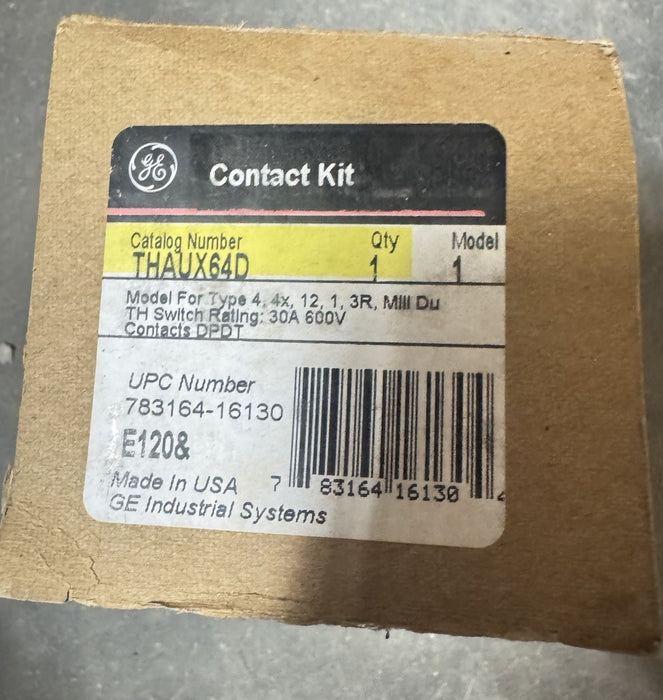 GE Contact Kit
Catalog Number Qty Model
THAUX64D 1 1
Model For Type 4, 4x, 12, 1, 3R, Mill Du
TH Switch Rating: 30A 600V
Contacts DPDT
UPC Number
783164-16130
E120&
Made In USA
GE Industrial Systems
7 83164 16130